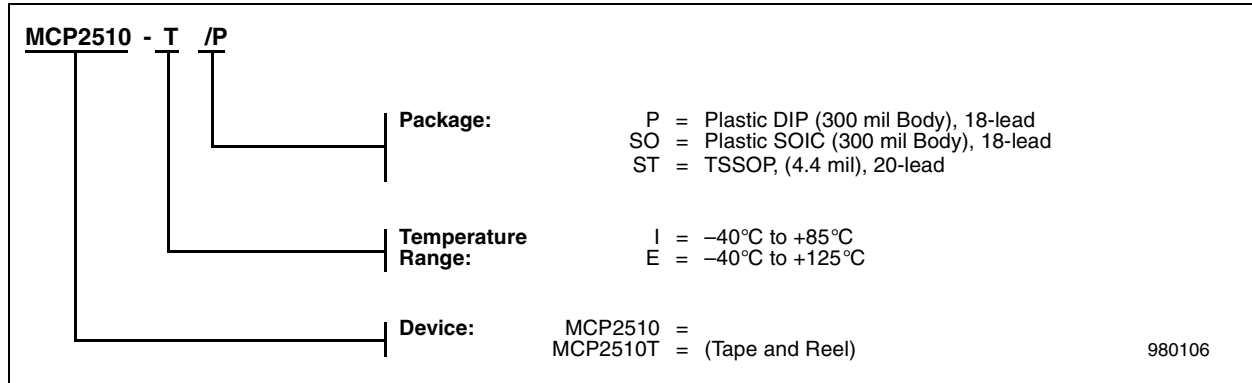 MCP2510 - T /P
Package: P = Plastic DIP (300 mil Body), 18-lead
SO = Plastic SOIC (300 mil Body), 18-lead
ST = TSSOP, (4.4 mil), 20-lead
Temperature I = –40°C to +85°C
Range: E = –40°C to +125°C
Device: MCP2510 =
MCP2510T = (Tape and Reel) 980106